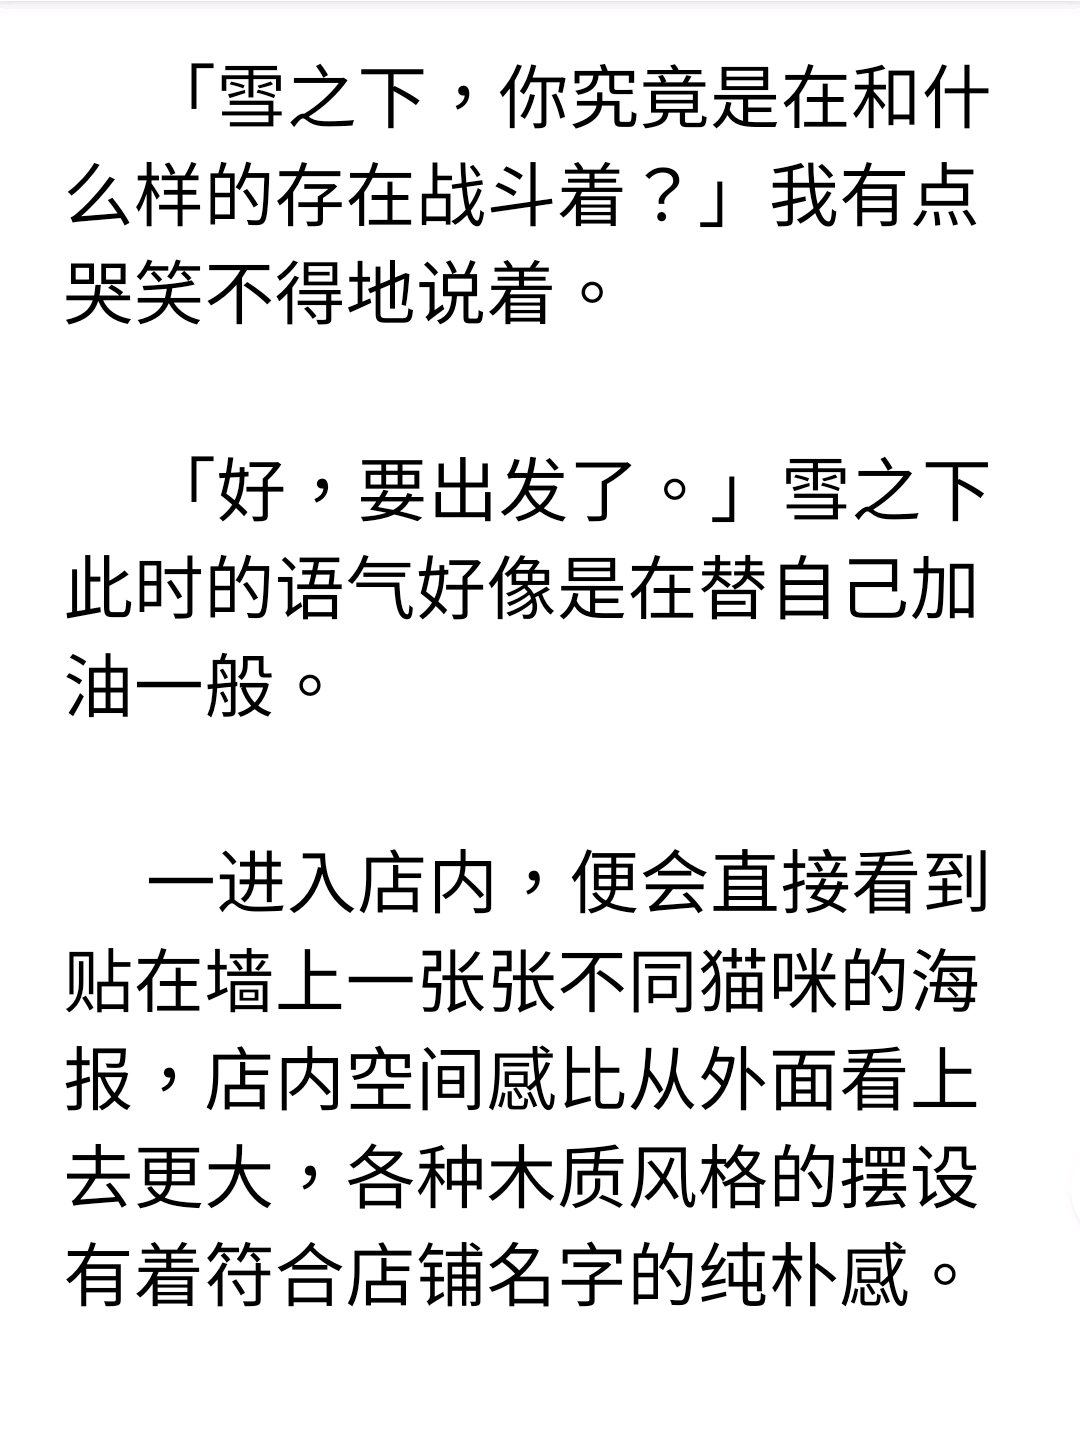 「雪之下，你究竟是在和什
么样的存在战斗着？」我有点
哭笑不得地说着。
「好，要出发了。」雪之下
此时的语气好像是在替自己加
油一般。
一进入店内，便会直接看到
贴在墙上一张张不同猫咪的海
报，店内空间感比从外面看上
去更大，各种木质风格的摆设
有着符合店铺名字的纯朴感。